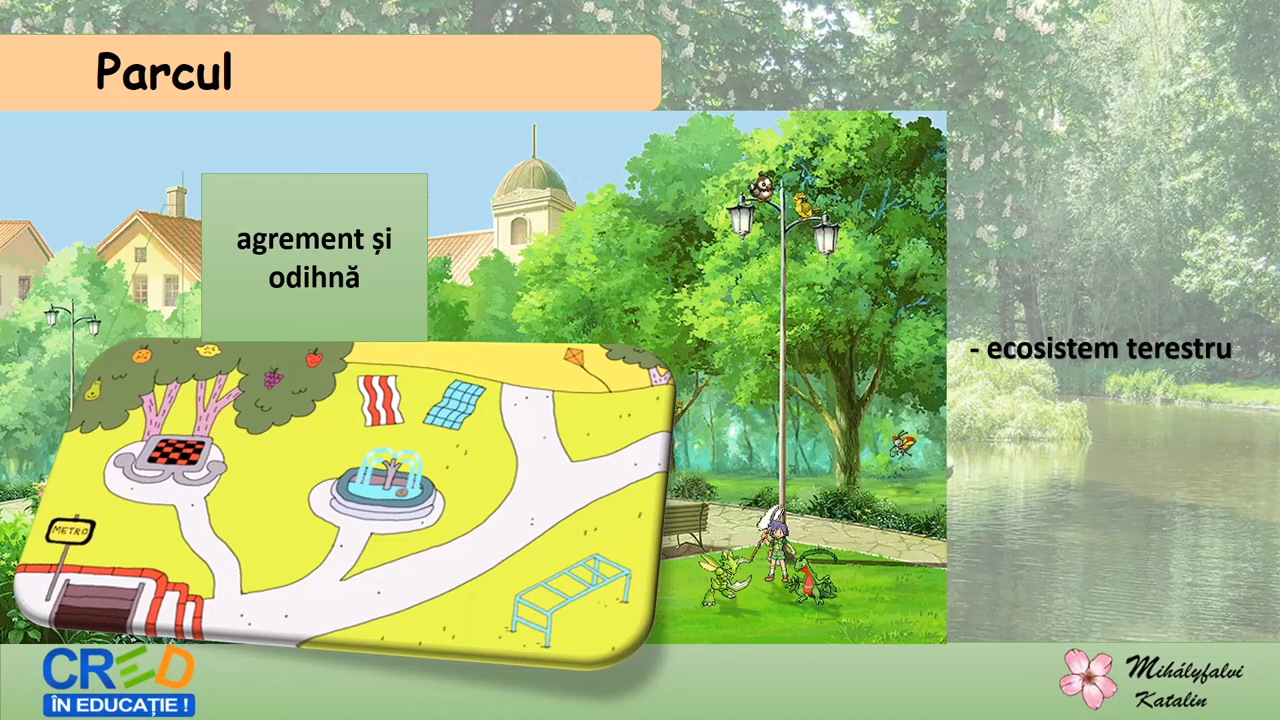 Parcul
agrement și
odihnă
- ecosistem terestru
METRO
CRED
ÎN EDUCAȚIE !
Mihályfalvi
Katalin